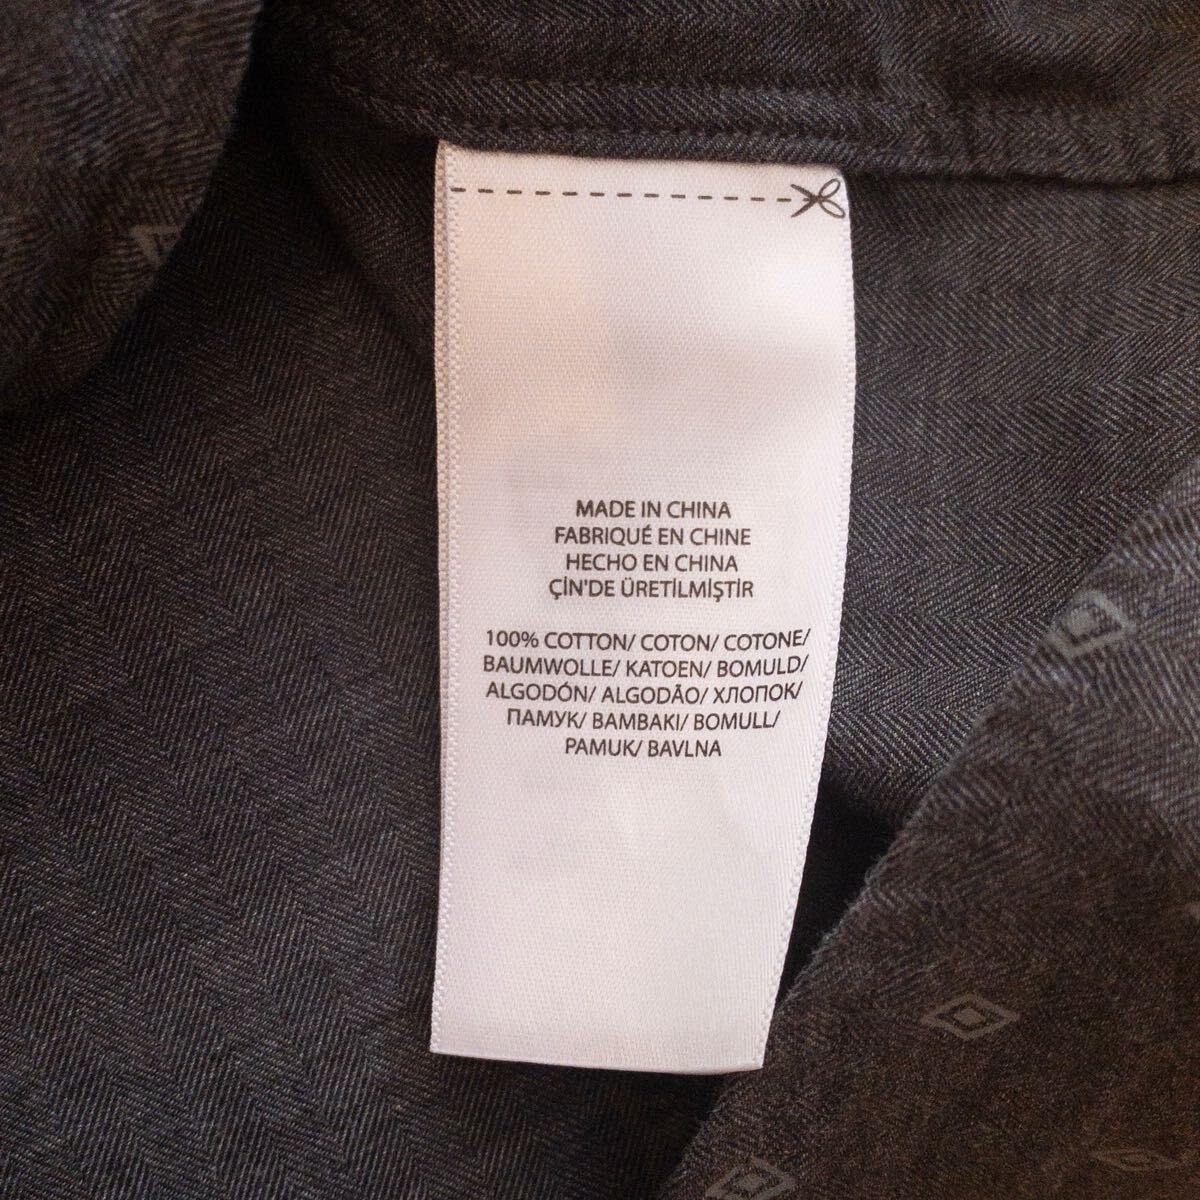 MADE IN CHINA
FABRIQUÉ EN CHINE
HECHO EN CHINA
ÇİN'DE ÜRETİLMİŞTİR
100% COTTON/ COTON/ COTONE/
BAUMWOLLE/ KATOEN/ BOMULD/
ALGODÓN/ ALGODÃO/ ХЛОПОК/
ПАМУК/ BAMBAKI/ BOMULL/
PAMUK/ BAVLNA